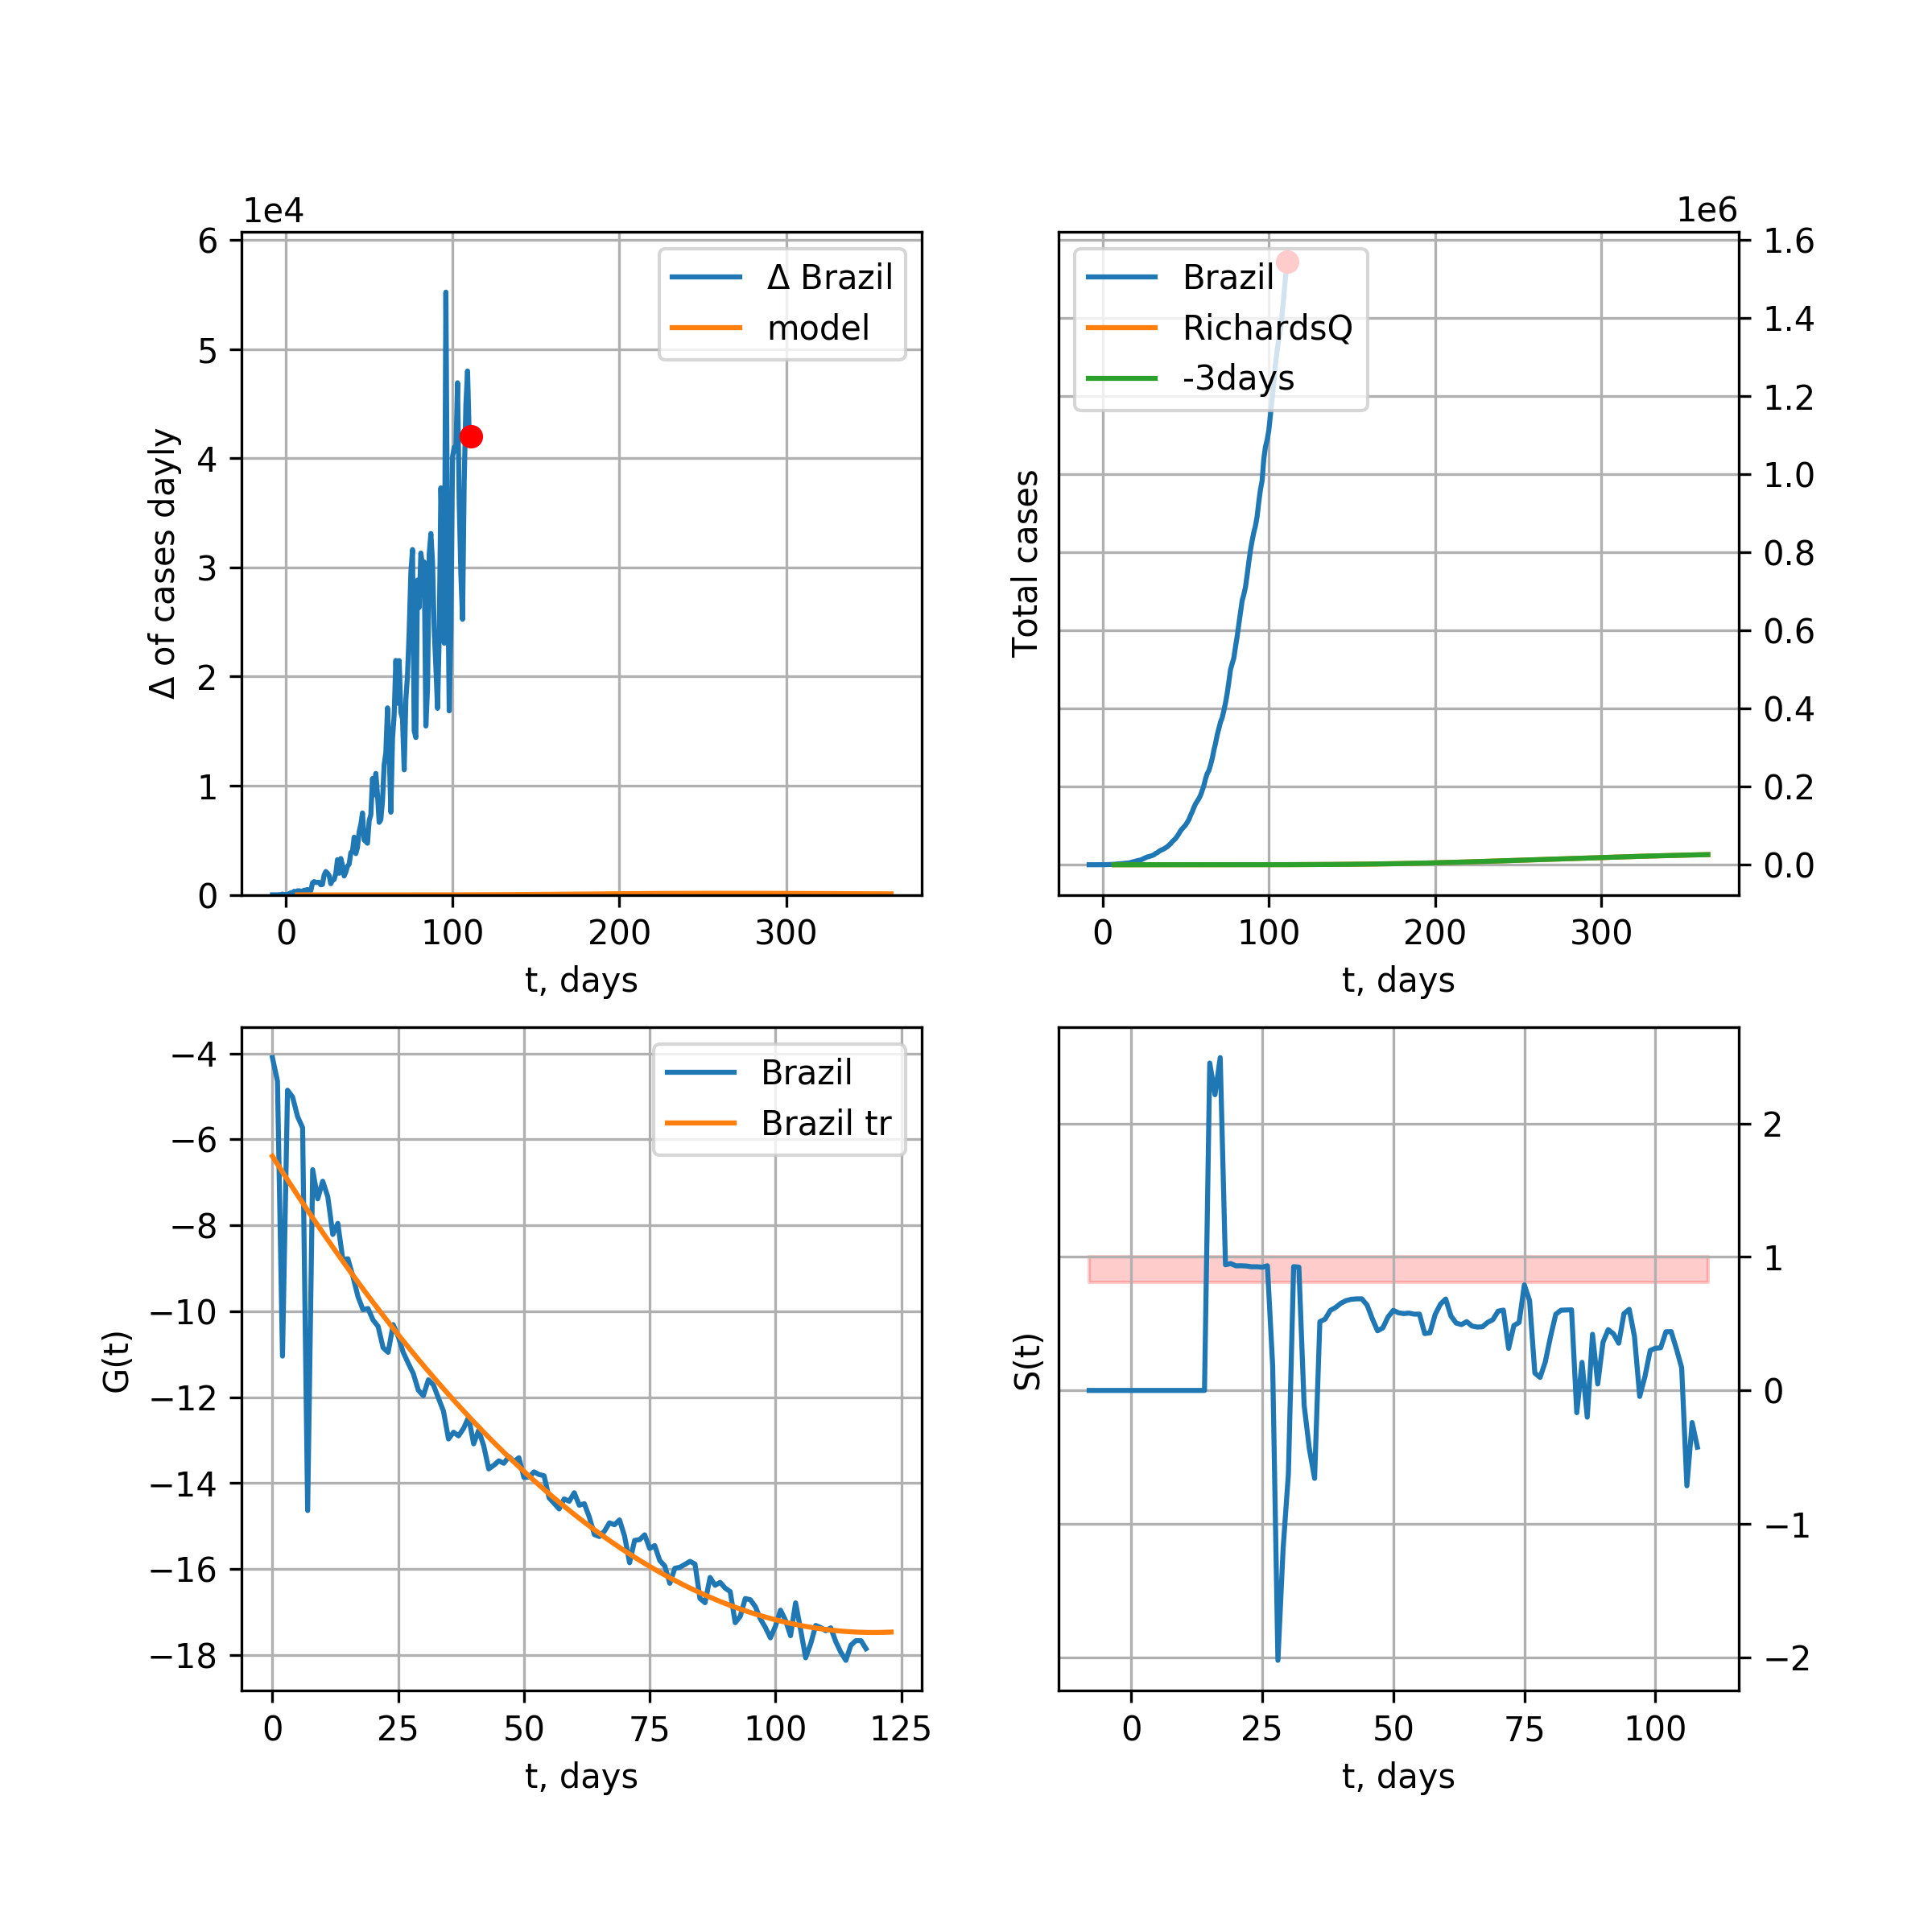 1e4
6
5
4
3
2
1
0
Δ of cases dayly
Δ Brazil
model
0 100 200 300
t, days
1e6
1.6
1.4
1.2
1.0
0.8
0.6
0.4
0.2
0.0
Total cases
Brazil
RichardsQ
-3days
0 100 200 300
t, days
−4
−6
−8
−10
−12
−14
−16
−18
G(t)
Brazil
Brazil tr
0 25 50 75 100 125
t, days
S(t)
2
1
0
−1
−2
0 25 50 75 100
t, days